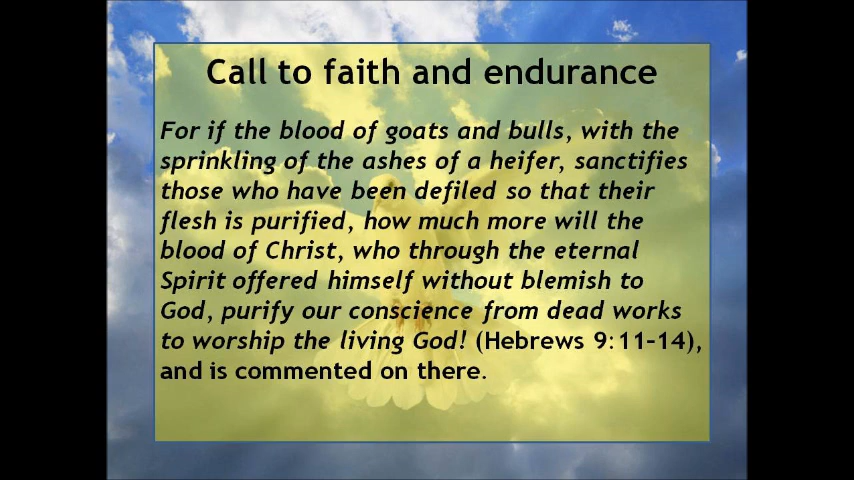 Call to faith and endurance
For if the blood of goats and bulls, with the
sprinkling of the ashes of a heifer, sanctifies
those who have been defiled so that their
flesh is purified, how much more will the
blood of Christ, who through the eternal
Spirit offered himself without blemish to
God, purify our conscience from dead works
to worship the living God! (Hebrews 9:11–14),
and is commented on there.